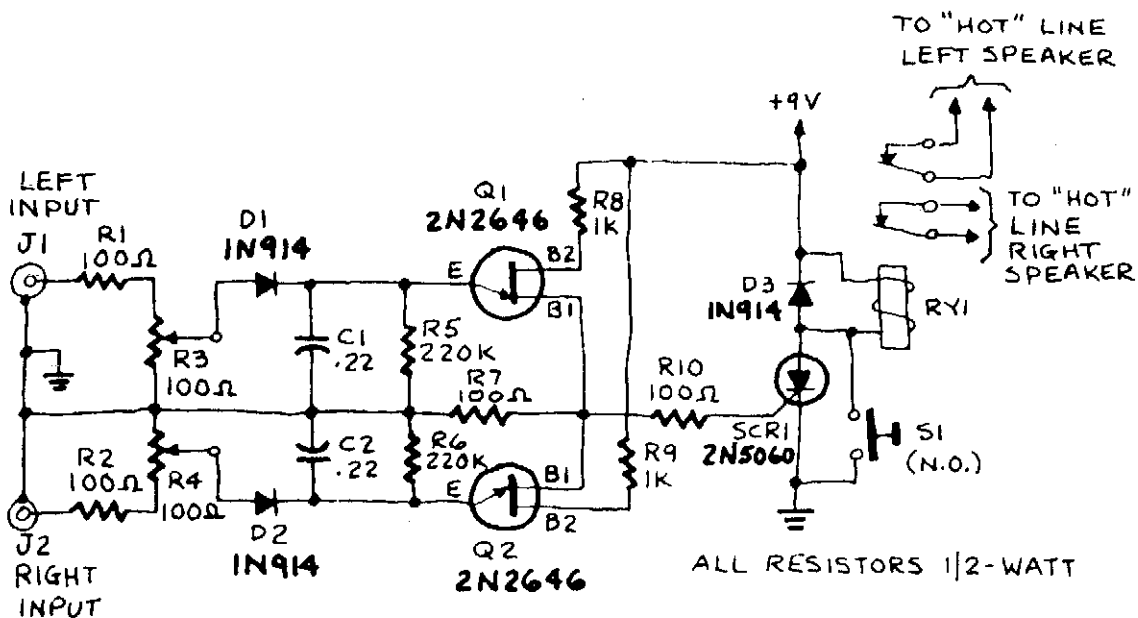 TO "HOT" LINE
LEFT SPEAKER
+9V
LEFT
INPUT
J1
R1
100Ω
D1
1N914
Q1
2N2646
R8
1K
B2
E
B1
TO "HOT"
LINE
RIGHT
SPEAKER
D3
1N914
RY1
R3
100Ω
C1
.22
R5
220K
R7
100Ω
R10
100Ω
SCR1
2N5060
S1
(N.O.)
R2
100Ω
R4
100Ω
C2
.22
R6
220K
R9
1K
E
B1
B2
J2
RIGHT
INPUT
D2
1N914
Q2
2N2646
ALL RESISTORS 1/2-WATT